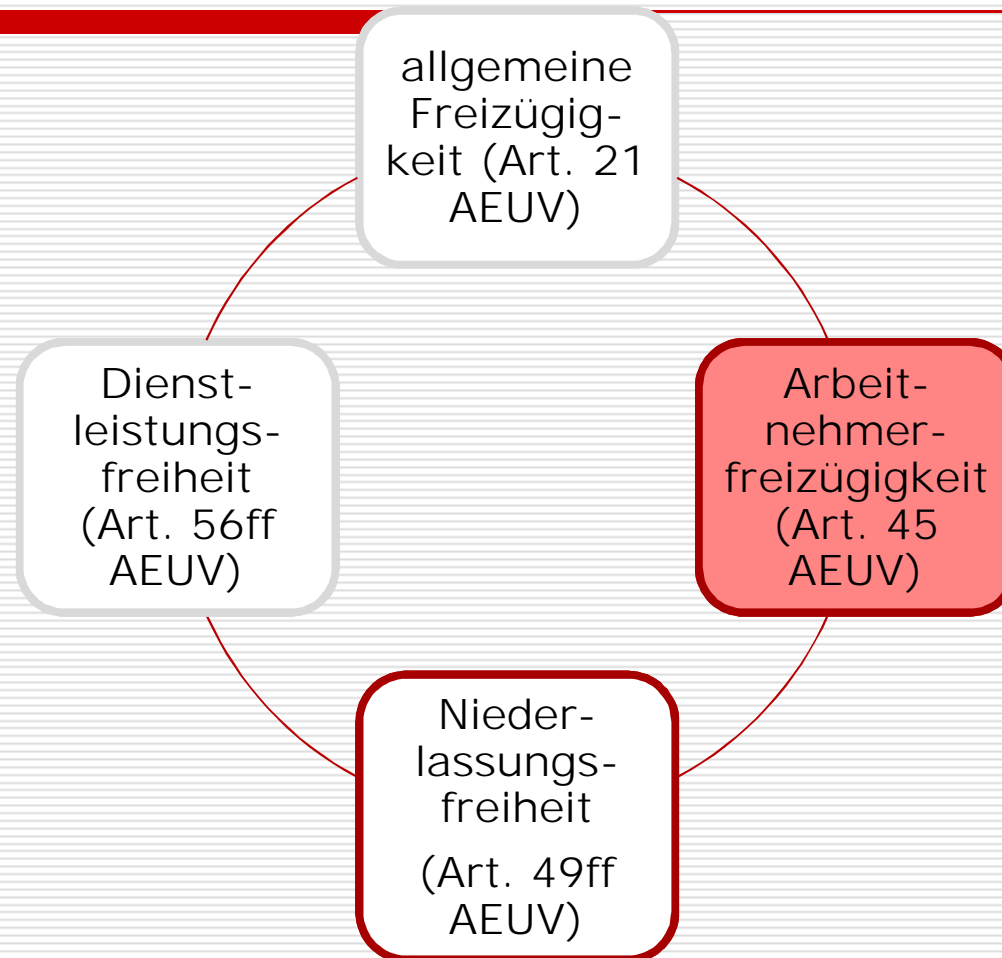 allgemeine
Freizügig-
keit (Art. 21
AEUV)
Arbeit-
nehmer-
freizügigkeit
(Art. 45
AEUV)
Nieder-
lassungs-
freiheit
(Art. 49ff
AEUV)
Dienst-
leistungs-
freiheit
(Art. 56ff
AEUV)